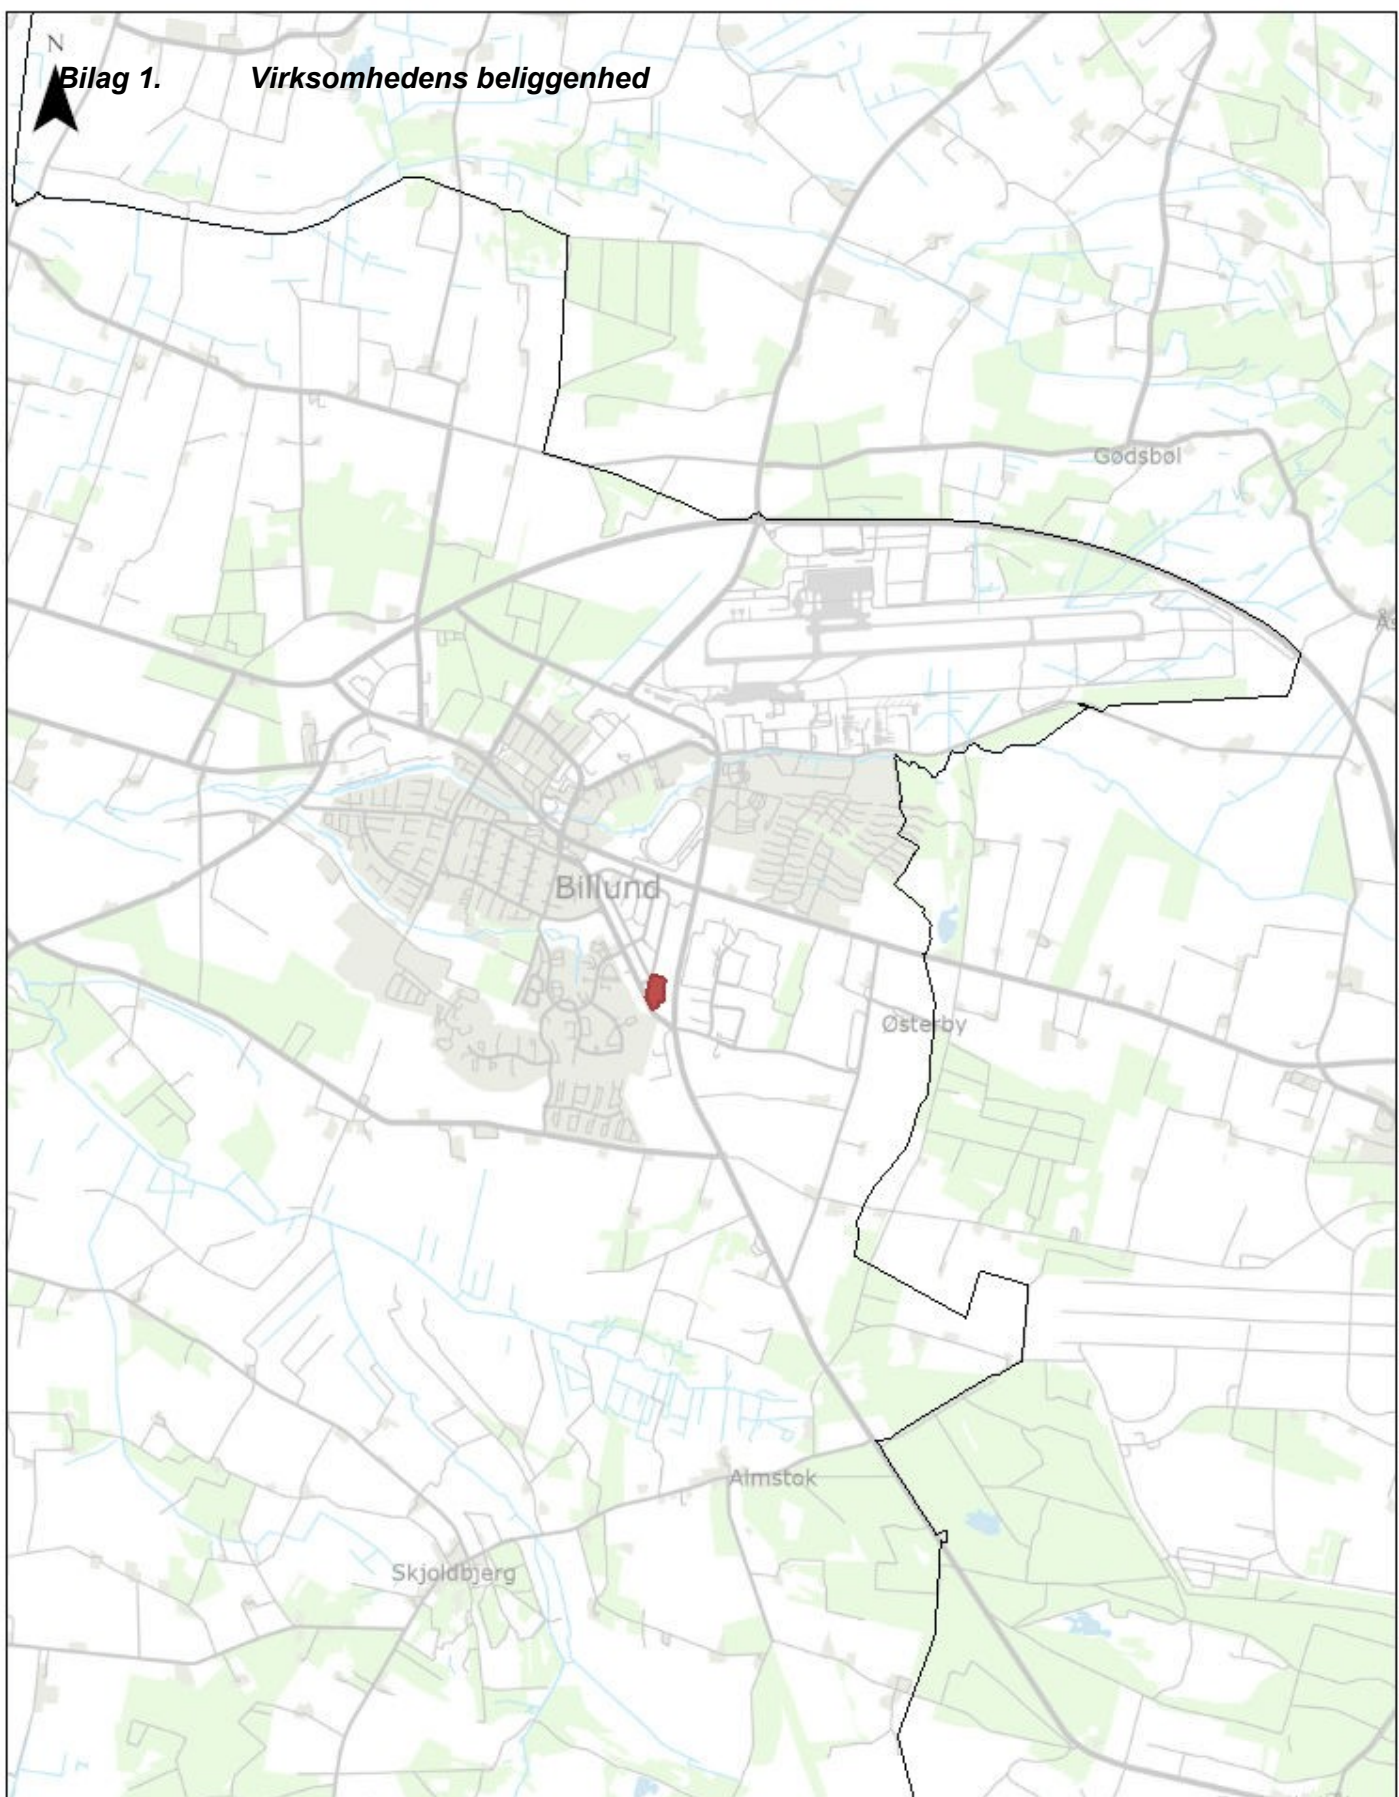 N
Bilag 1. Virksomhedens beliggenhed
Gødsbøl
Billund
Østerby
Almstok
Skjoldbjerg